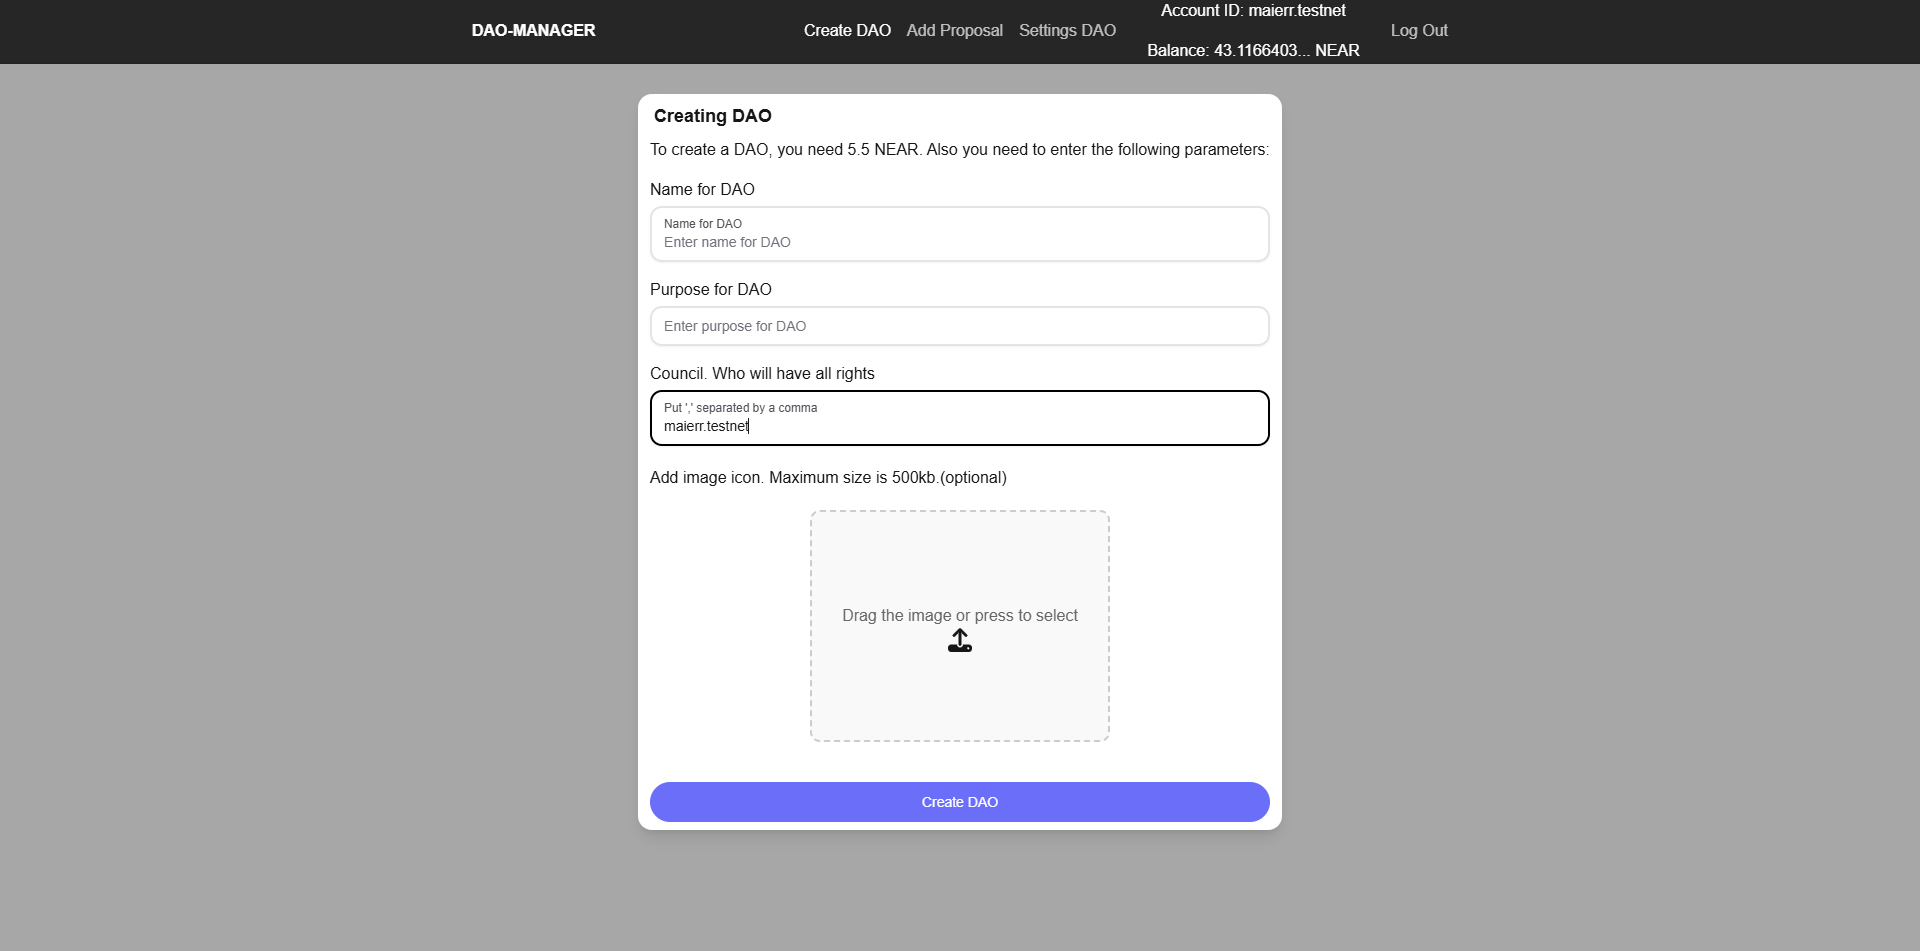 DAO-MANAGER
Create DAO
Add Proposal
Settings DAO
Account ID: maierr.testnet
Balance: 43.1166403... NEAR
Log Out
Creating DAO
To create a DAO, you need 5.5 NEAR. Also you need to enter the following parameters:
Name for DAO
Name for DAO
Enter name for DAO
Purpose for DAO
Enter purpose for DAO
Council. Who will have all rights
Put ',' separated by a comma
maierr.testnet
Add image icon. Maximum size is 500kb.(optional)
Drag the image or press to select
Create DAO